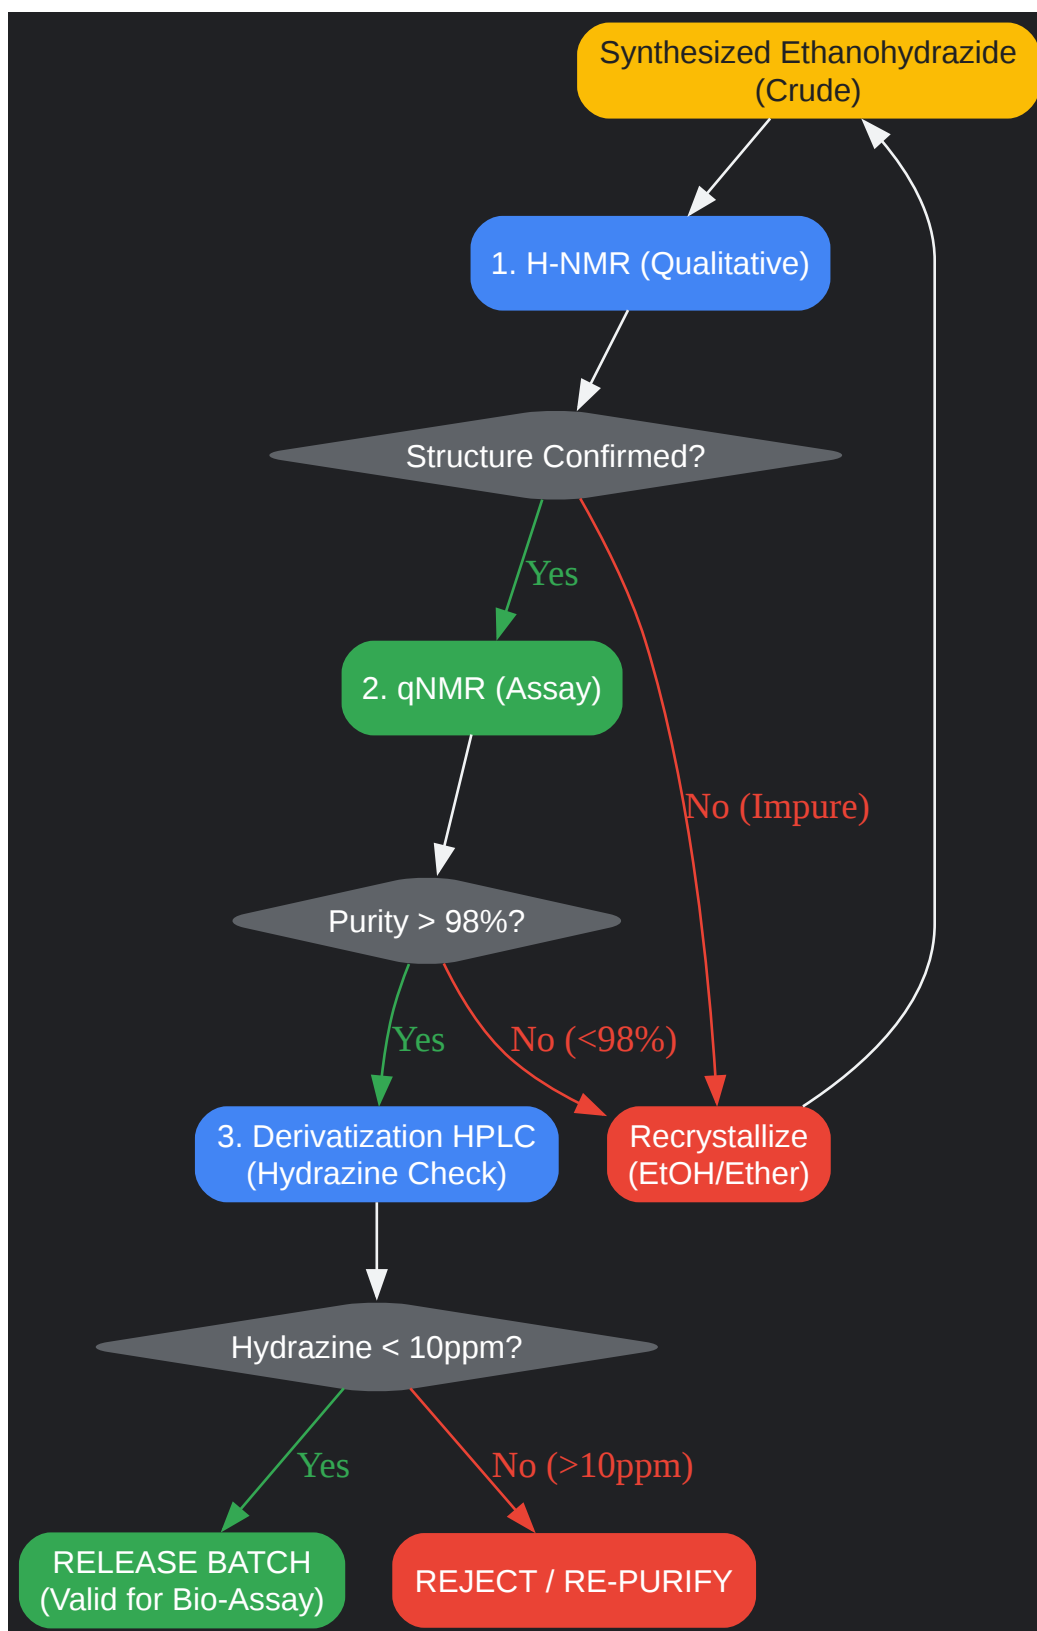 Synthesized Ethanohydrazide
(Crude)
1. H-NMR (Qualitative)
Structure Confirmed?
Yes
2. qNMR (Assay)
No (Impure)
Purity > 98%?
Yes
No (<98%)
3. Derivatization HPLC
(Hydrazine Check)
Recrystallize
(EtOH/Ether)
Hydrazine < 10ppm?
Yes
No (>10ppm)
RELEASE BATCH
(Valid for Bio-Assay)
REJECT / RE-PURIFY